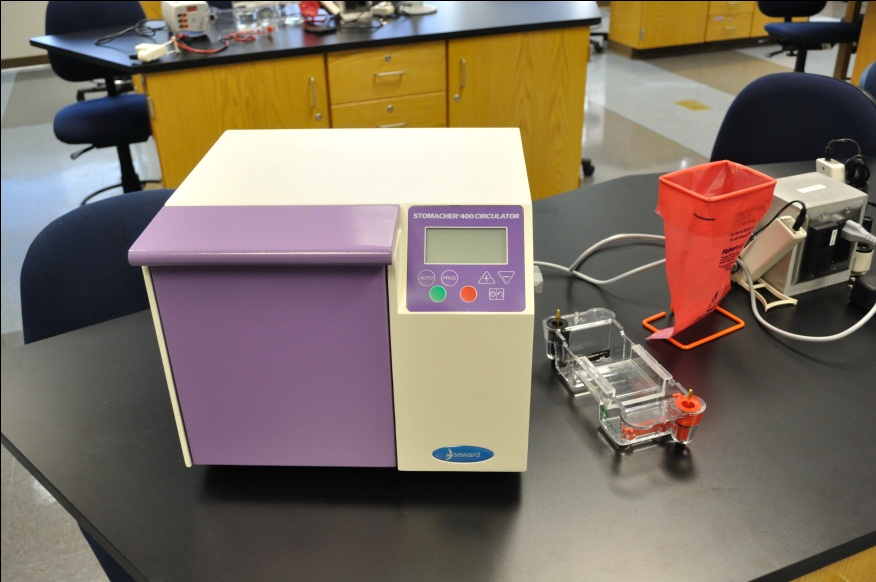 STOMACHER® 400 CIRCULATOR
AUTO PROG + −
seward